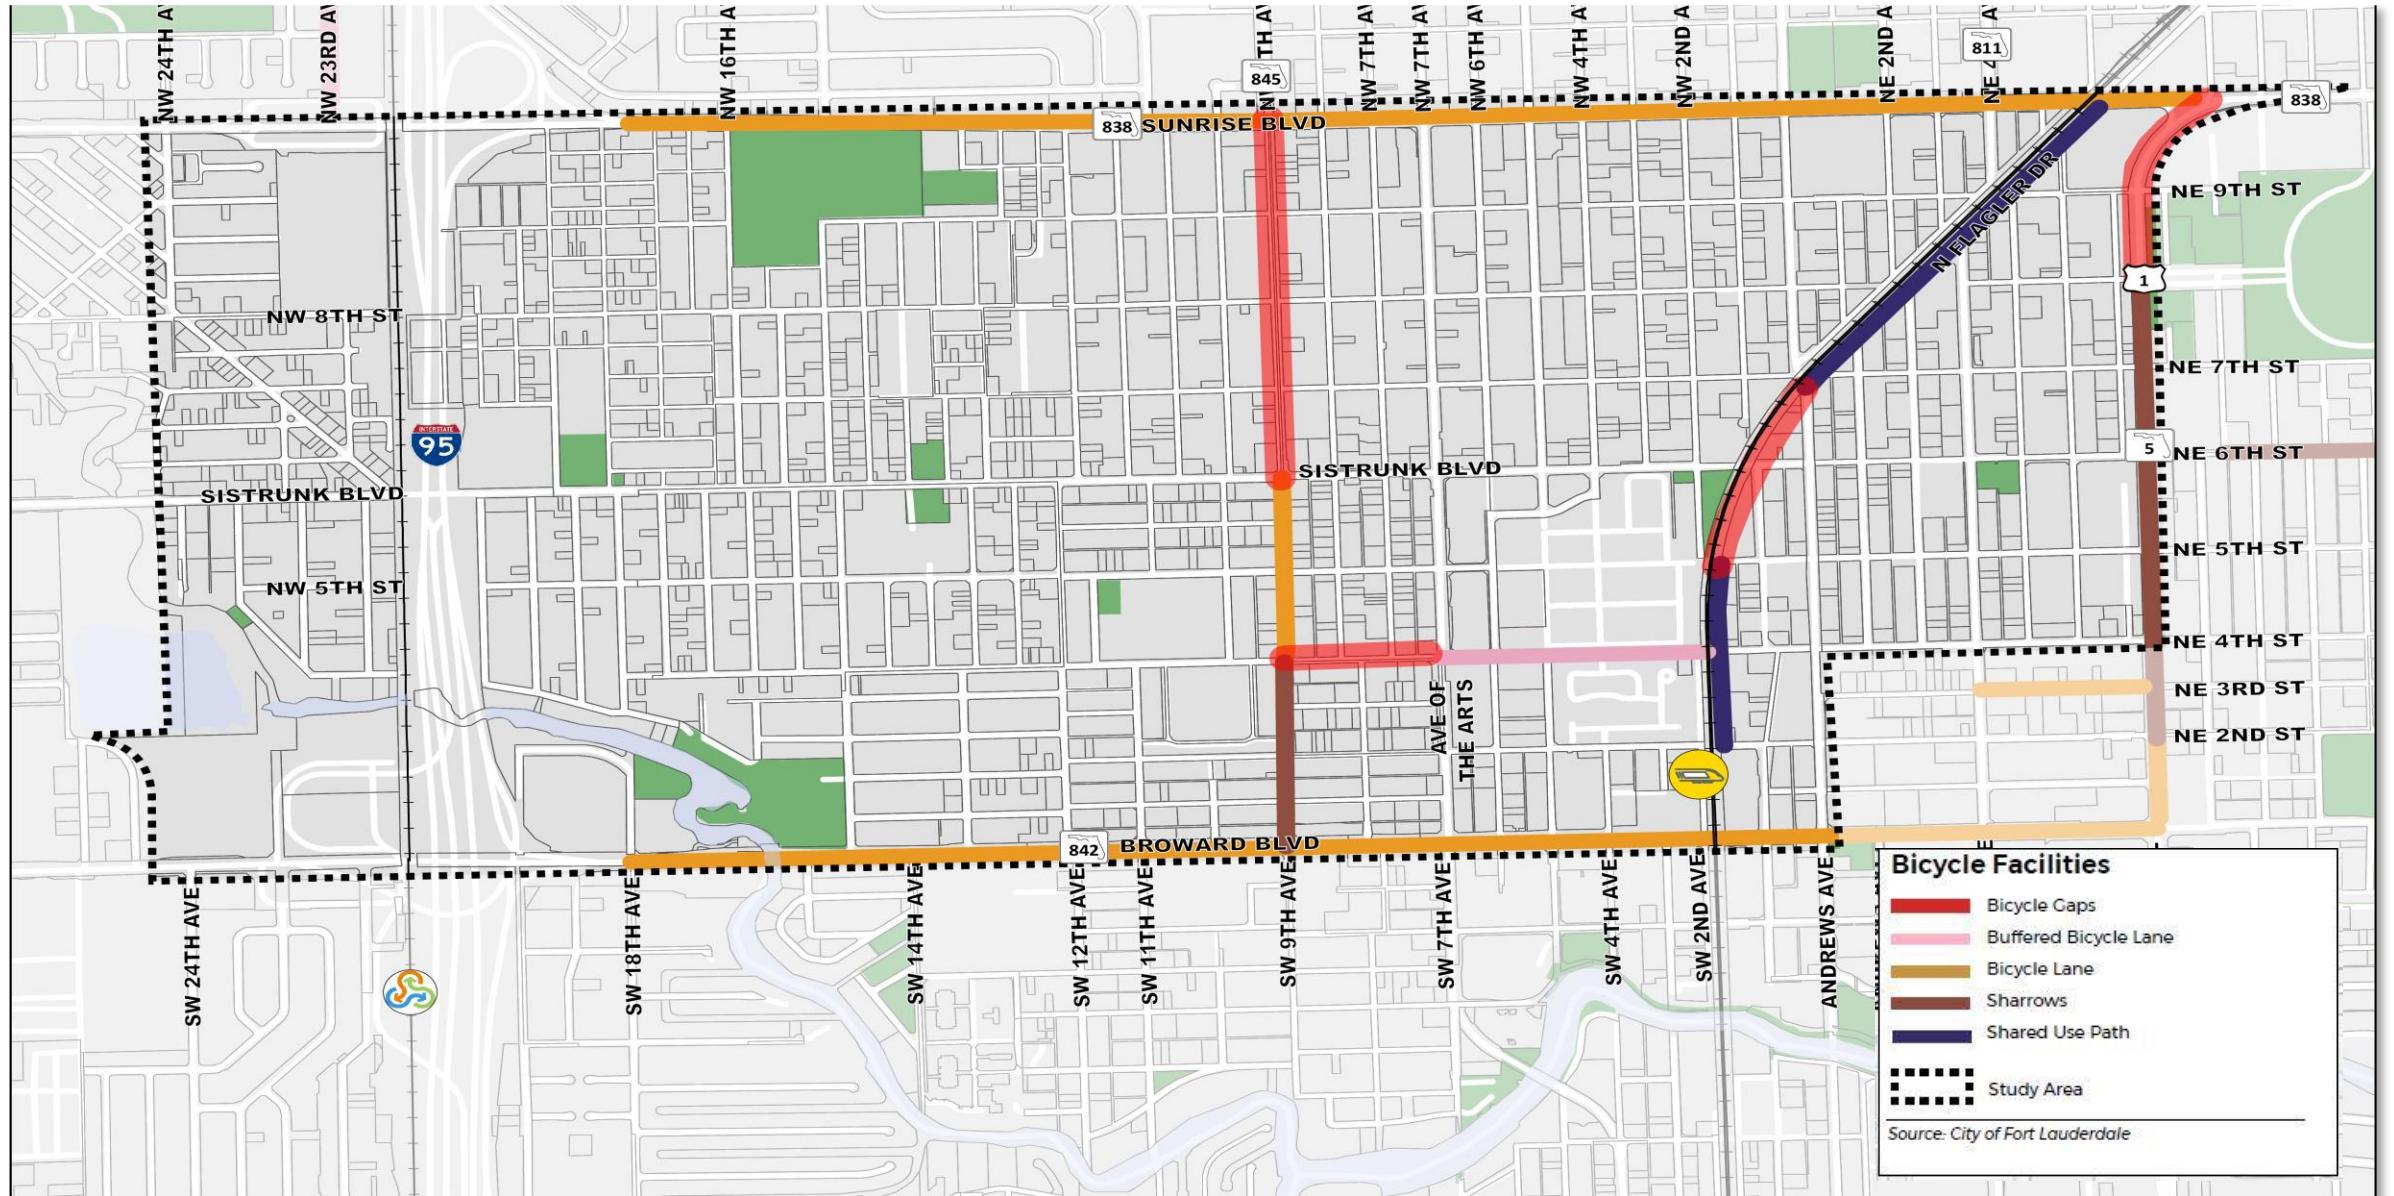 NW 24TH A
NW 23RD AV
NW 16TH A
TH AV
NW 7TH AV
NW 7TH AV
NW 6TH AV
NW 4TH A
NW 2ND A
NE 2ND A
NE 4
A
811
845
838
838
SUNRISE BLVD
N FLAGLER DR
NE 9TH ST
1
NW 8TH ST
NE 7TH ST
INTERSTATE
95
5
NE 6TH ST
SISTRUNK BLVD
SISTRUNK BLVD
NE 5TH ST
NW 5TH ST
NE 4TH ST
NE 3RD ST
AVE OF
THE ARTS
NE 2ND ST
842
BROWARD BLVD
SW 24TH AVE
SW 18TH AVE
SW 14TH AVE
SW 12TH AVE
SW 11TH AVE
SW 9TH AVE
SW 7TH AVE
SW 4TH AVE
SW 2ND AVE
ANDREWS AVE
Bicycle Facilities
Bicycle Gaps
Buffered Bicycle Lane
Bicycle Lane
Sharrows
Shared Use Path
Study Area
Source: City of Fort Lauderdale